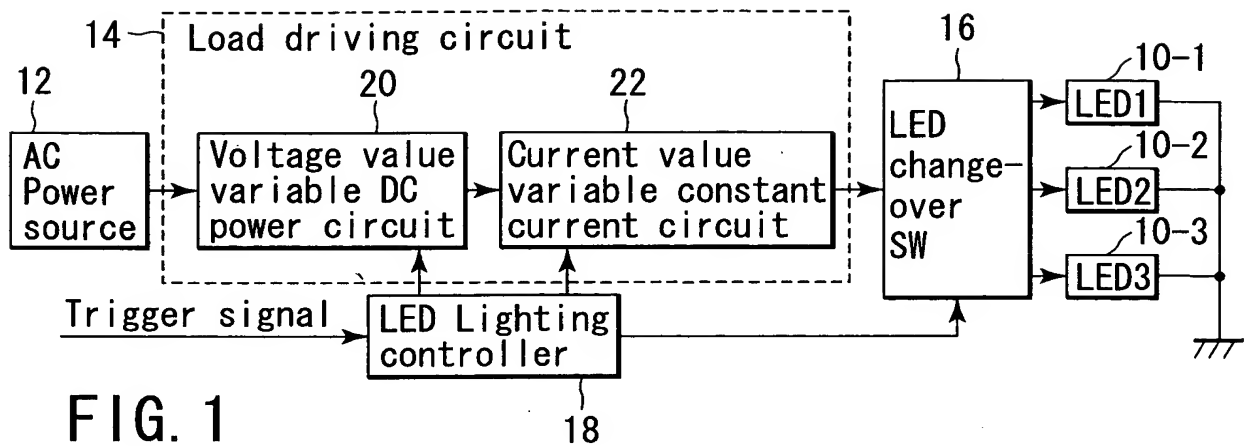 14
Load driving circuit
12
20
22
16
10-1
AC
Power
source
Voltage value
variable DC
power circuit
Current value
variable constant
current circuit
LED
change-
over
SW
LED1
10-2
LED2
10-3
LED3
Trigger signal
LED Lighting
controller
18
FIG. 1